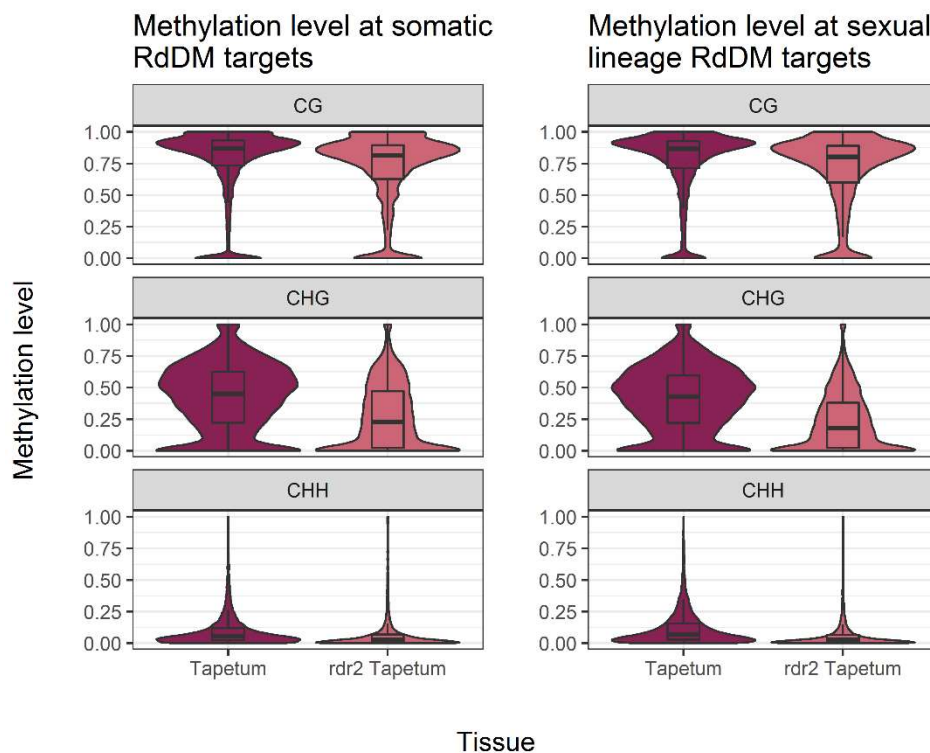 Methylation level at somatic
RdDM targets
Methylation level at sexual
lineage RdDM targets
Methylation level
CG
1.00
0.75
0.50
0.25
0.00
CHG
1.00
0.75
0.50
0.25
0.00
CHH
1.00
0.75
0.50
0.25
0.00
Tapetum
rdr2 Tapetum
CG
1.00
0.75
0.50
0.25
0.00
CHG
1.00
0.75
0.50
0.25
0.00
CHH
1.00
0.75
0.50
0.25
0.00
Tapetum
rdr2 Tapetum
Tissue